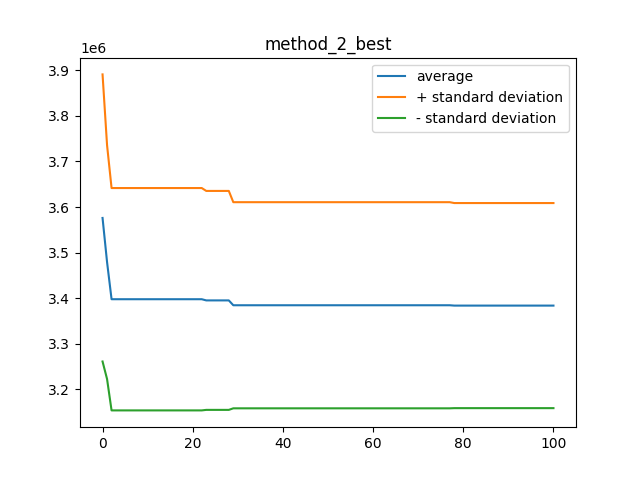 method_2_best
1e6
average
+ standard deviation
- standard deviation
3.9
3.8
3.7
3.6
3.5
3.4
3.3
3.2
0 20 40 60 80 100